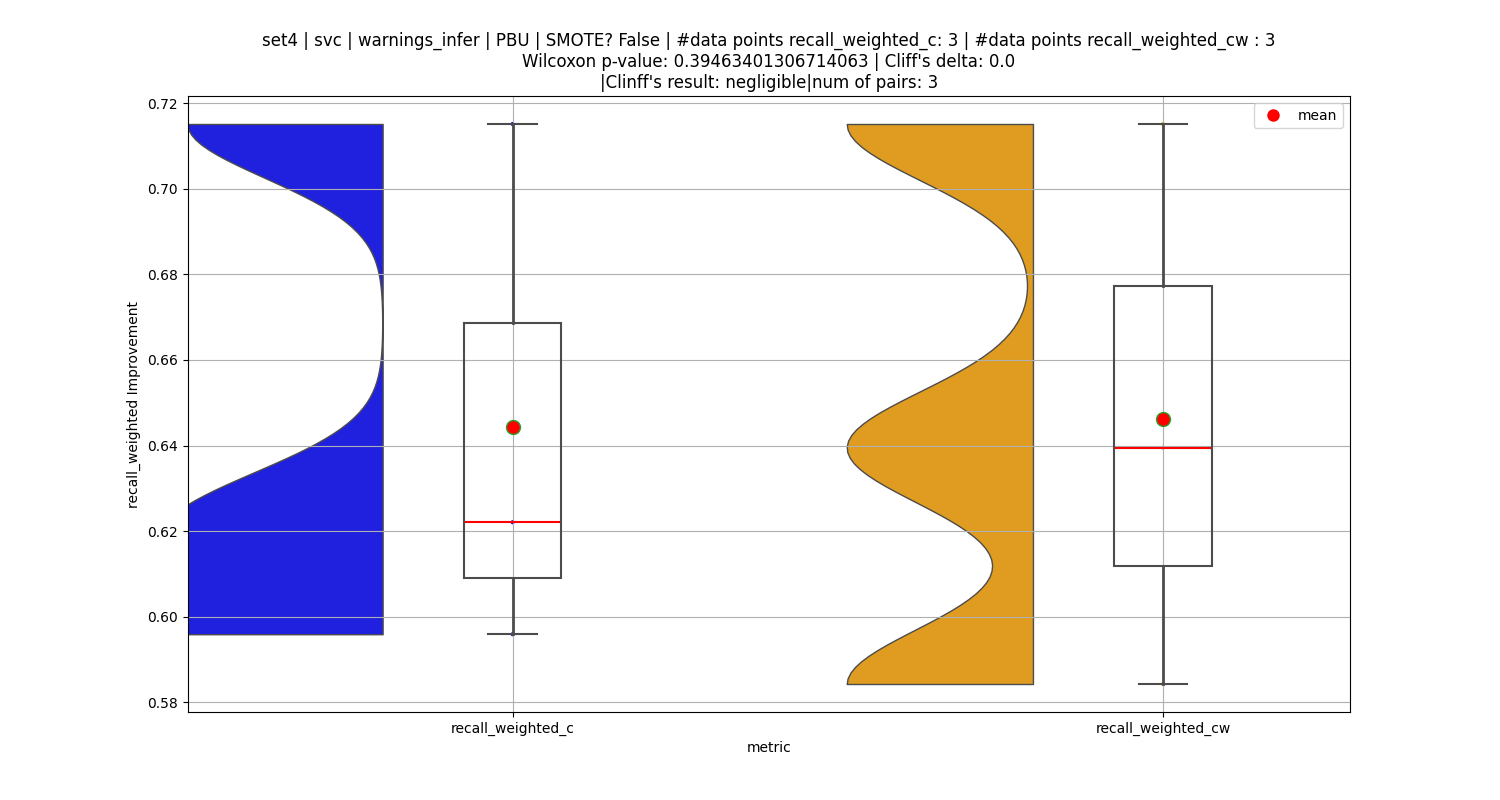 set4 | svc | warnings_infer | PBU | SMOTE? False | #data points recall_weighted_c: 3 | #data points recall_weighted_cw : 3
Wilcoxon p-value: 0.39463401306714063 | Cliff's delta: 0.0
|Clinff's result: negligible|num of pairs: 3
mean
0.72
0.70
0.68
0.66
0.64
0.62
0.60
0.58
recall_weighted Improvement
recall_weighted_c
recall_weighted_cw
metric